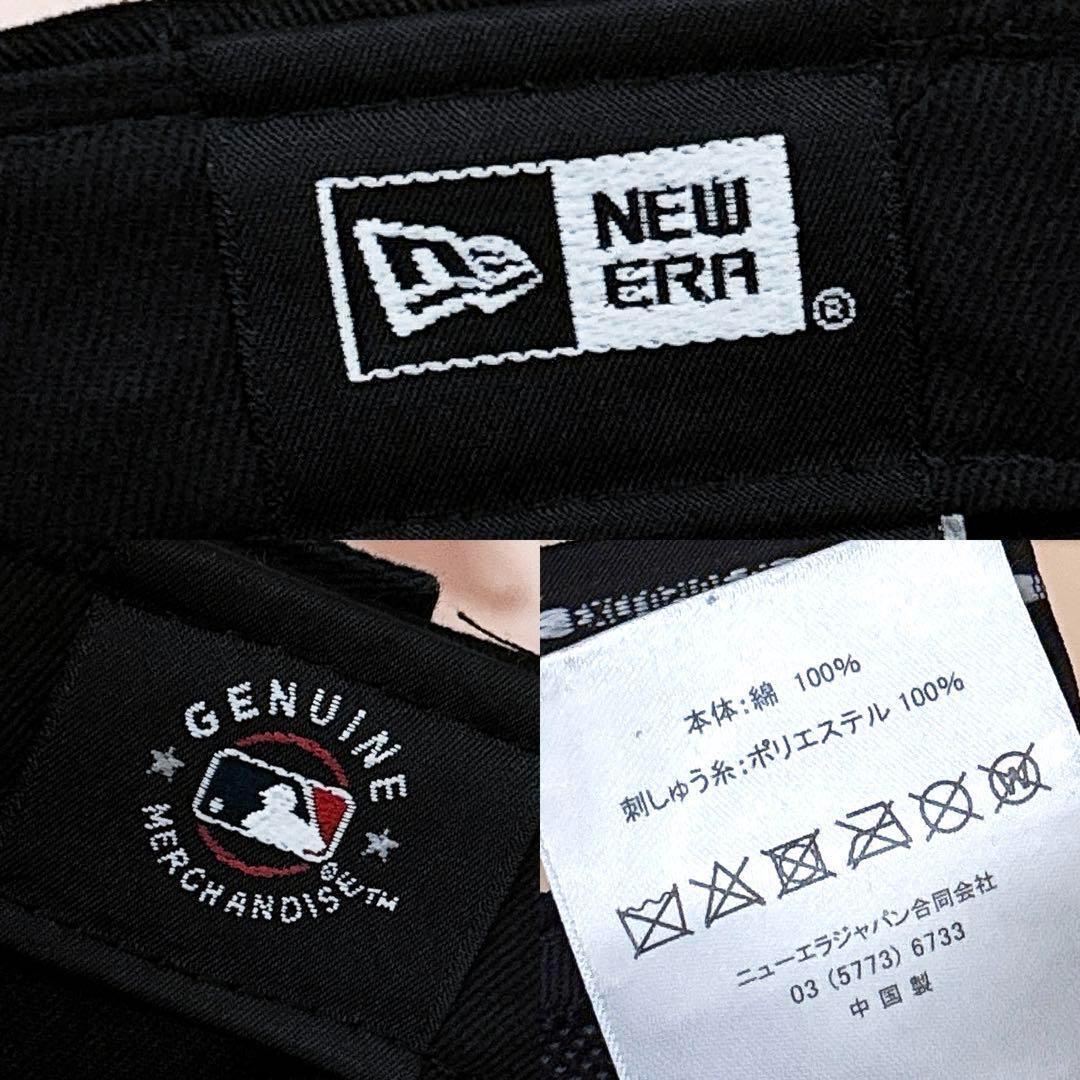 NEW
ERA
®
GENUINE
MERCHANDISE™
本体:綿 100%
刺しゅう糸:ポリエステル 100%
W
ニューエラジャパン合同会社
03 (5773) 6733
中国製